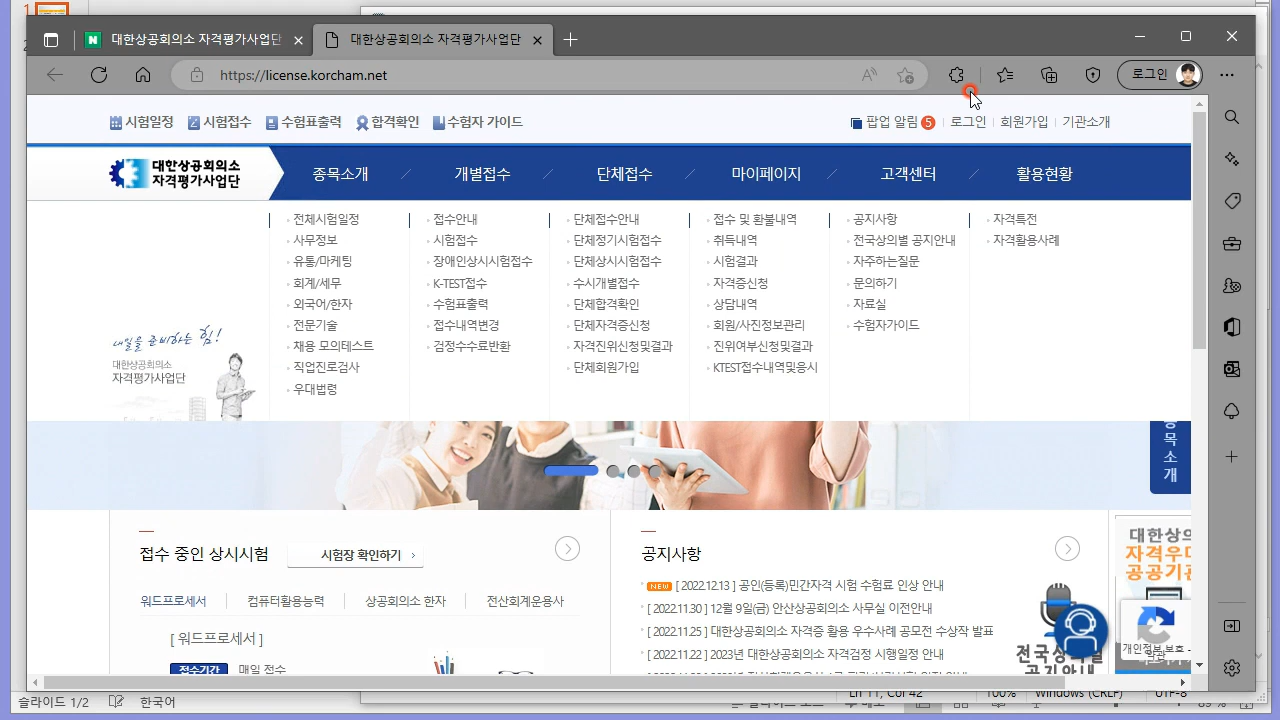 1
대한상공회의소 자격평가사업단
대한상공회의소 자격평가사업단
https://license.korcham.net
로그인
시험일정 시험접수 수험표출력 합격확인 수험자 가이드
팝업 알림 5 로그인 회원가입 기관소개
대한상공회의소
자격평가사업단
종목소개 개별접수 단체접수 마이페이지 고객센터 활용현황
전체시험일정
사무정보
유통/마케팅
회계/세무
외국어/한자
전문기술
채용 모의테스트
직업진로검사
우대법령
접수안내
시험접수
장애인상시시험접수
K-TEST접수
수험표출력
접수내역변경
검정수수료반환
단체접수안내
단체정기시험접수
단체상시시험접수
수시개별접수
단체합격확인
단체자격증신청
자격진위신청및결과
단체회원가입
접수 및 환불내역
취득내역
시험결과
자격증신청
상담내역
회원/사진정보관리
진위여부신청및결과
KTEST접수내역및응시
공지사항
전국상의별 공지안내
자주하는질문
문의하기
자료실
수험자가이드
자격특전
자격활용사례
내일을 준비하는 힘!
대한상공회의소
자격평가사업단
목
소
개
접수 중인 상시시험 시험장 확인하기
워드프로세서 컴퓨터활용능력 상공회의소 한자 전산회계운용사
[ 워드프로세서 ]
접수기간 매일 접수
공지사항
NEW [ 2022.12.13 ] 공인(등록)민간자격 시험 수험료 인상 안내
[ 2022.11.30 ] 12월 9일(금) 안산상공회의소 사무실 이전안내
[ 2022.11.25 ] 대한상공회의소 자격증 활용 우수사례 공모전 수상작 발표
[ 2022.11.22 ] 2023년 대한상공회의소 자격검정 시행일정 안내
대한상의
자격우대
공공기관
개인정보 보호 -
슬라이드 1/2 한국어
Ln 11, Col 42 100% Windows (CRLF) UTF-8